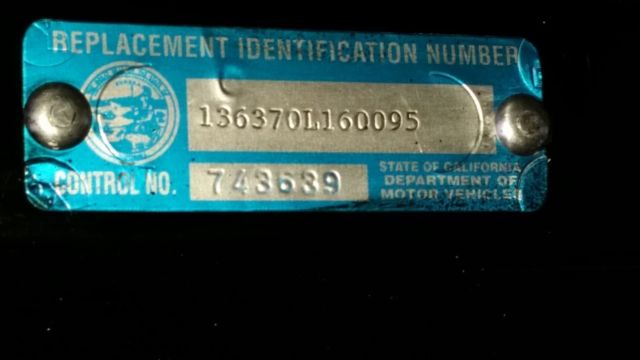 REPLACEMENT IDENTIFICATION NUMBER
136370L160095
CONTROL NO. 743639
STATE OF CALIFORNIA
DEPARTMENT OF
MOTOR VEHICLES